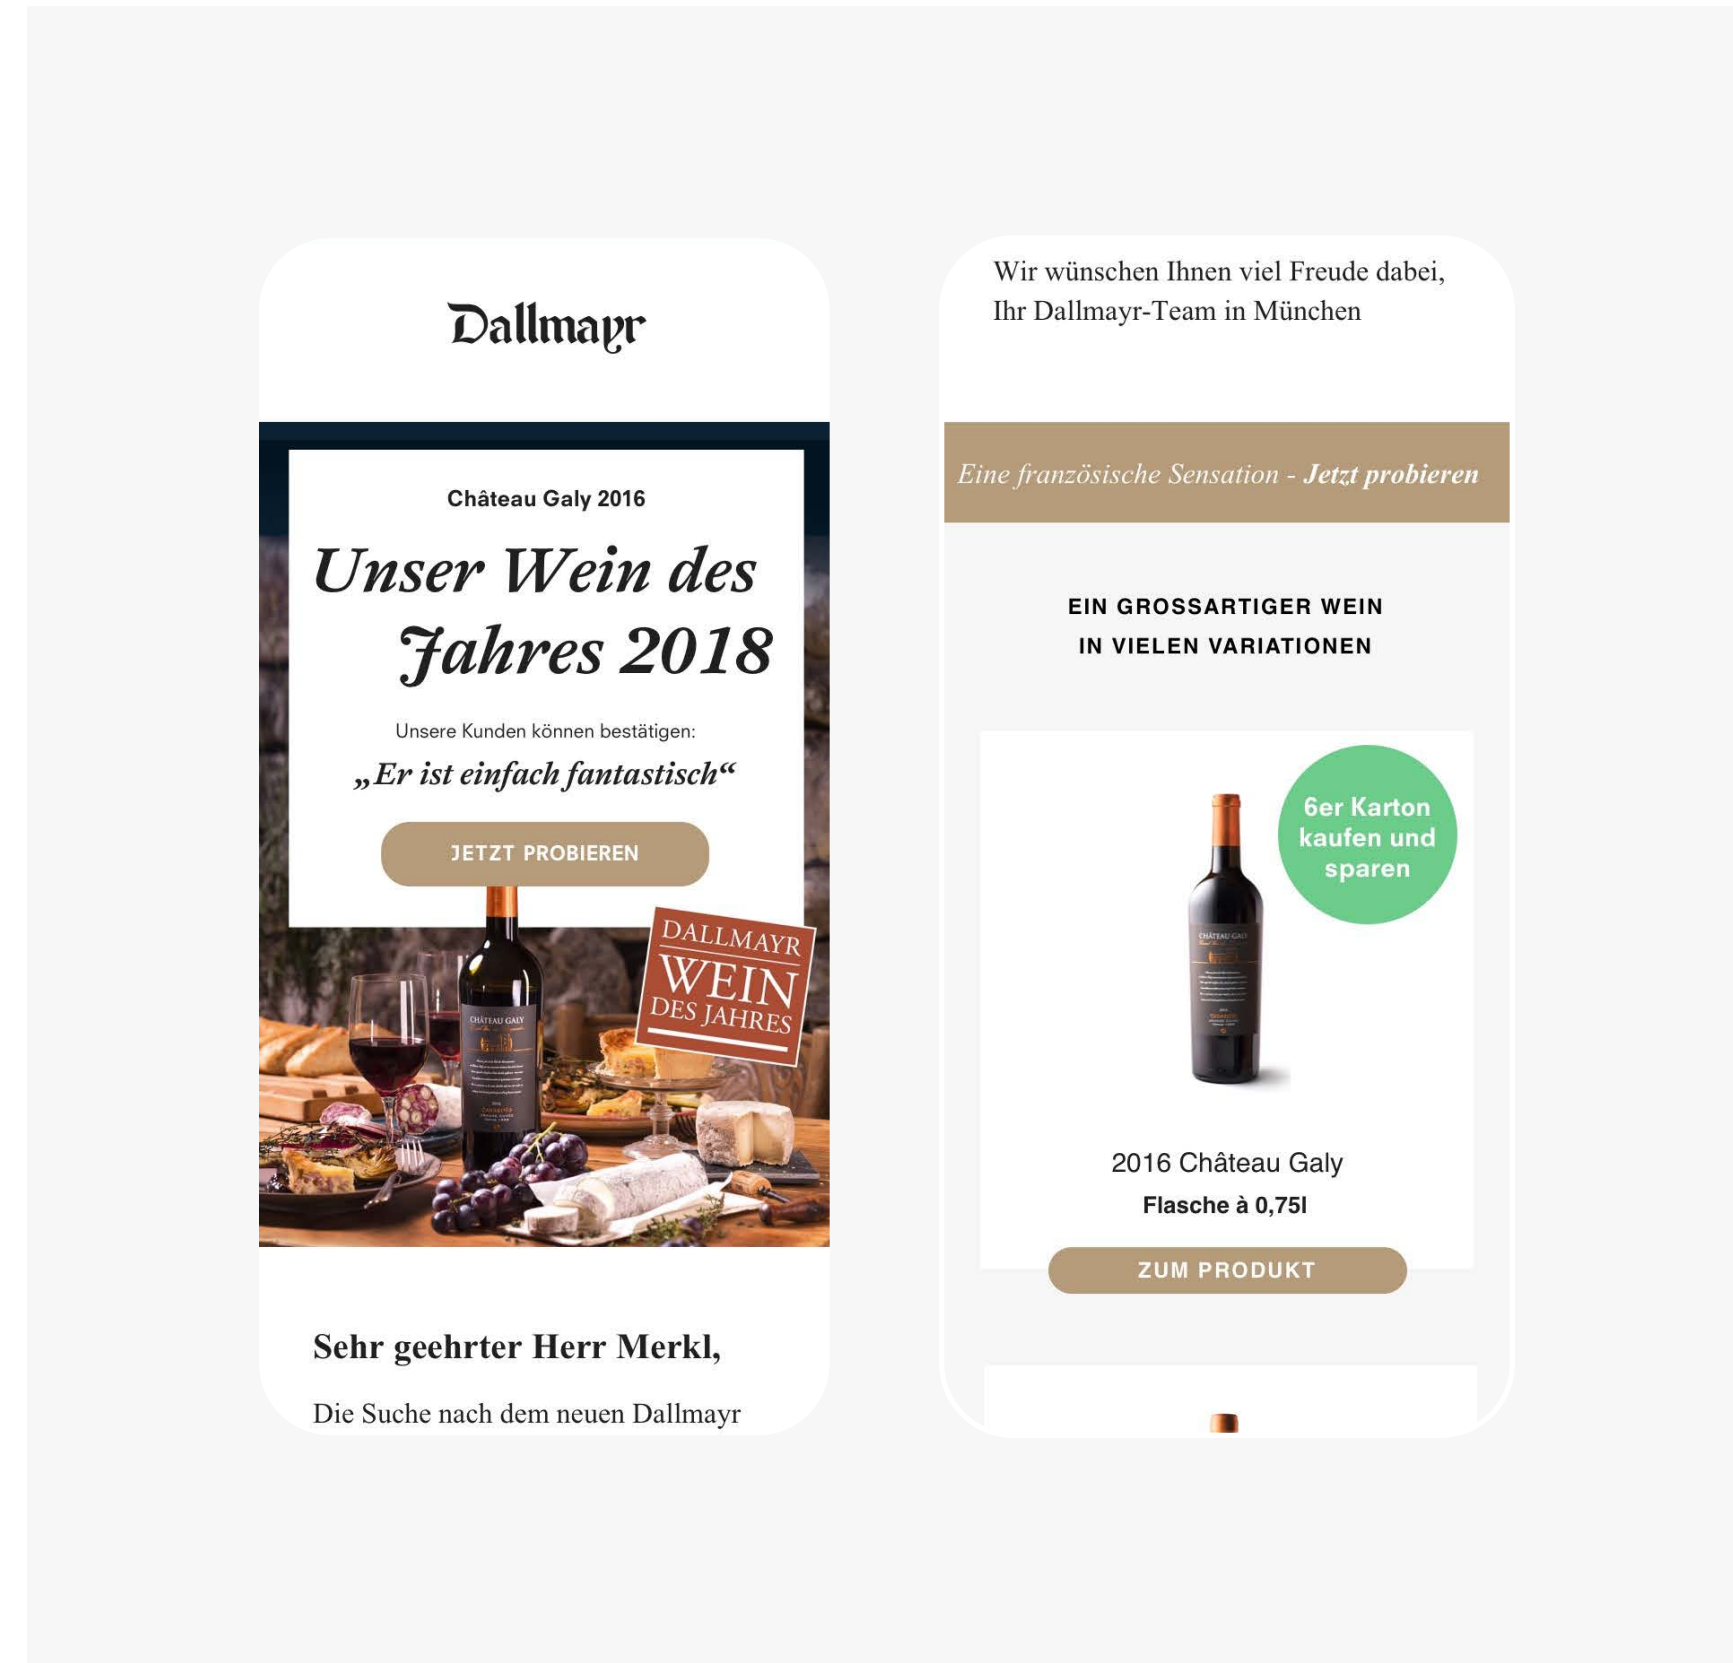 Dallmayr
Château Galy 2016
Unser Wein des
Jahres 2018
Unsere Kunden können bestätigen:
„Er ist einfach fantastisch“
JETZT PROBIEREN
DALLMAYR
WEIN
DES JAHRES
CHÂTEAU GALY
Sehr geehrter Herr Merkl,
Die Suche nach dem neuen Dallmayr
Wir wünschen Ihnen viel Freude dabei,
Ihr Dallmayr-Team in München
Eine französische Sensation - Jetzt probieren
EIN GROSSARTIGER WEIN
IN VIELEN VARIATIONEN
6er Karton
kaufen und
sparen
CHÂTEAU GALY
2016 Château Galy
Flasche à 0,75l
ZUM PRODUKT